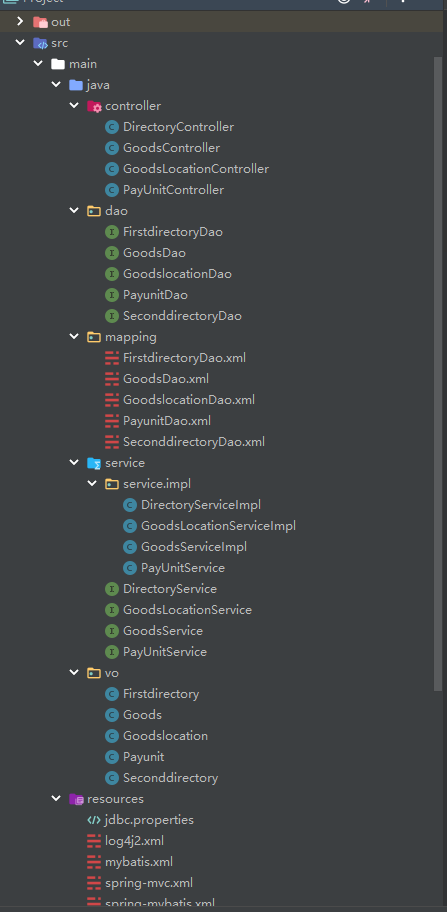 Project
out
src
main
java
controller
DirectoryController
GoodsController
GoodsLocationController
PayUnitController
dao
FirstdirectoryDao
GoodsDao
GoodslocationDao
PayunitDao
SeconddirectoryDao
mapping
FirstdirectoryDao.xml
GoodsDao.xml
GoodslocationDao.xml
PayunitDao.xml
SeconddirectoryDao.xml
service
service.impl
DirectoryServiceImpl
GoodsLocationServiceImpl
GoodsServiceImpl
PayUnitService
DirectoryService
GoodsLocationService
GoodsService
PayUnitService
vo
Firstdirectory
Goods
Goodslocation
Payunit
Seconddirectory
resources
jdbc.properties
log4j2.xml
mybatis.xml
spring-mvc.xml
spring-mybatis.xml